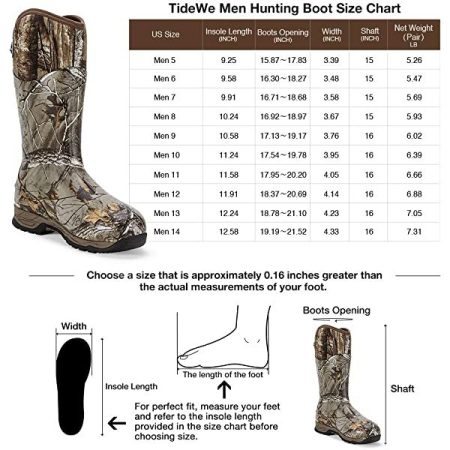 TideWe Men Hunting Boot Size Chart
US Size Insole Length (INCH) Boots Opening (INCH) Width (INCH) Shaft (INCH) Net Weight (Pair) LB
Men 5 9.25 15.87~17.83 3.39 15 5.26
Men 6 9.58 16.30~18.27 3.48 15 5.47
Men 7 9.91 16.71~18.68 3.58 15 5.69
Men 8 10.24 16.92~18.97 3.67 15 5.93
Men 9 10.58 17.13~19.17 3.76 16 6.02
Men 10 11.24 17.54~19.78 3.95 16 6.39
Men 11 11.58 17.95~20.20 4.05 16 6.66
Men 12 11.91 18.37~20.69 4.14 16 6.88
Men 13 12.24 18.78~21.10 4.23 16 7.05
Men 14 12.58 19.19~21.52 4.33 16 7.31
Choose a size that is approximately 0.16 inches greater than
the actual measurements of your foot.
Width
Insole Length
The length of the foot
For perfect fit, measure your feet
and refer to the insole length
provided in the size chart before
choosing size.
Boots Opening
Shaft